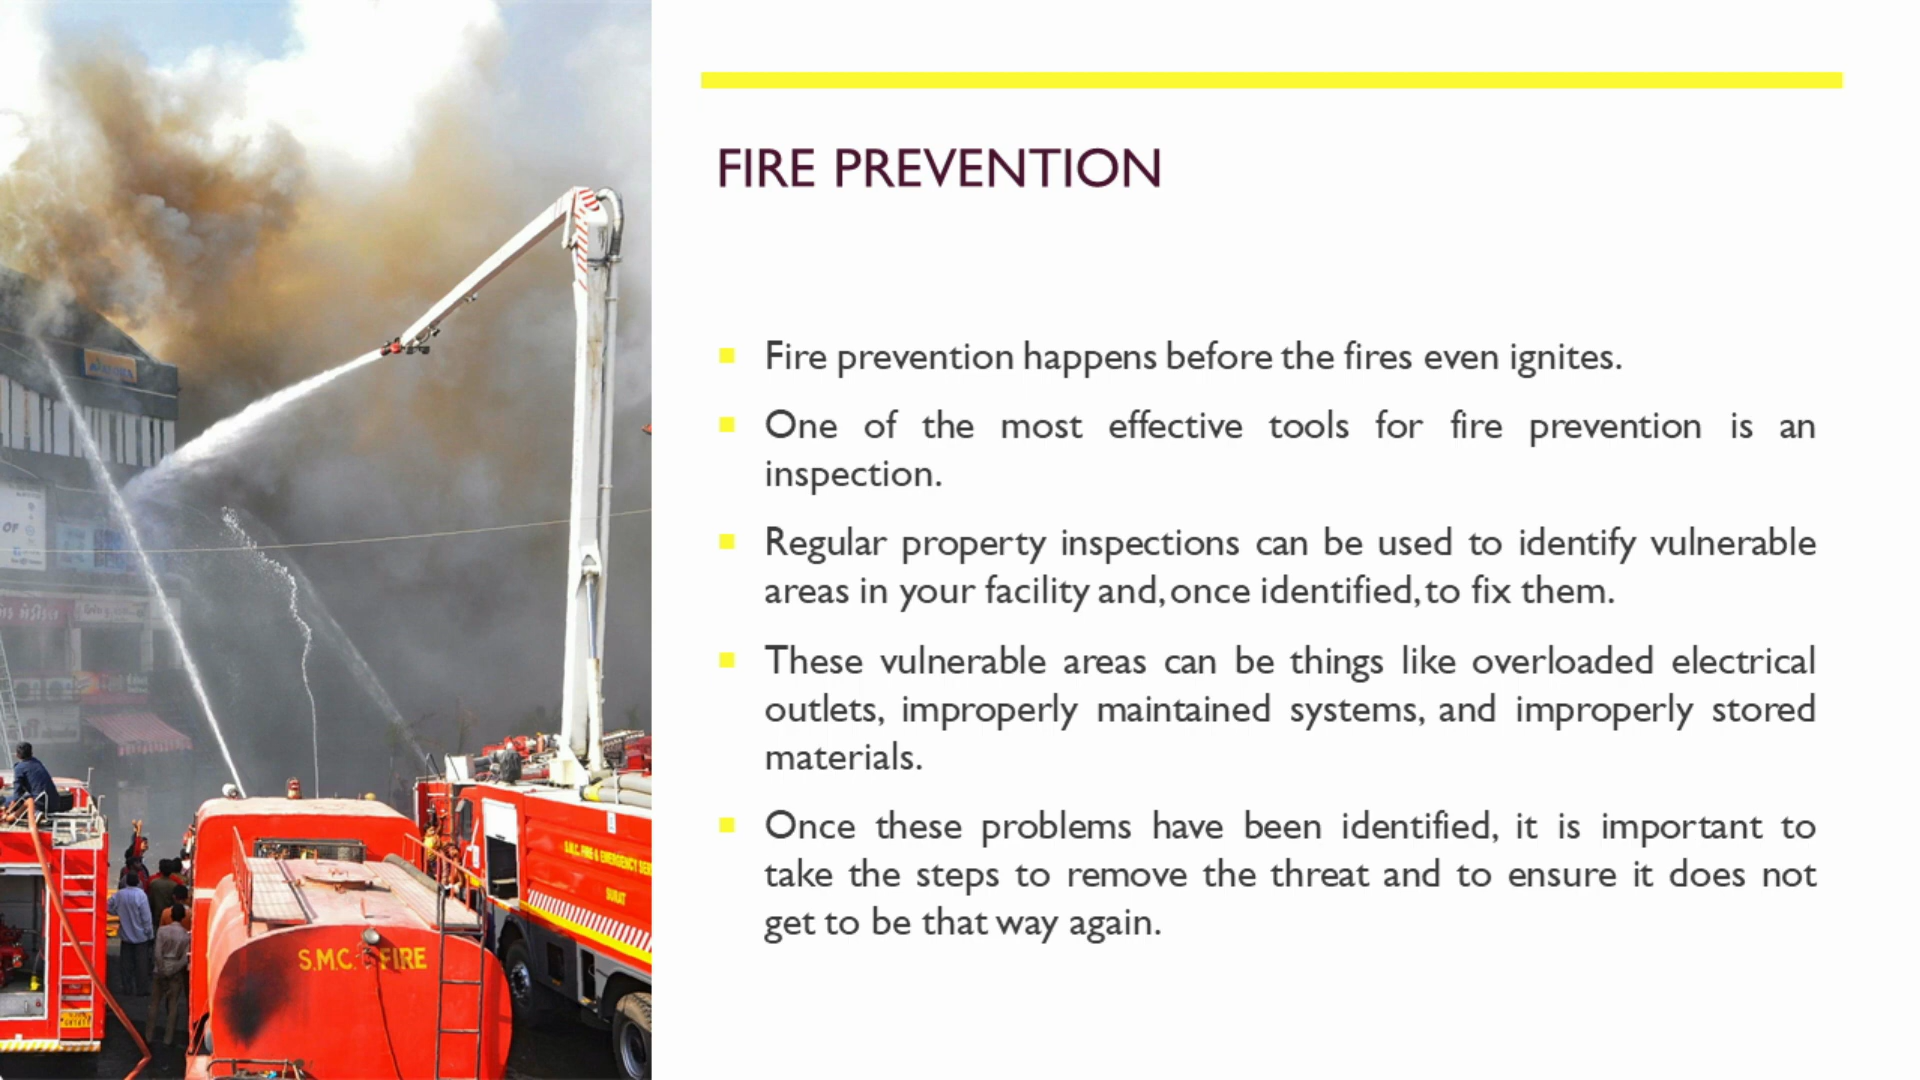 FIRE PREVENTION
Fire prevention happens before the fires even ignites.
One of the most effective tools for fire prevention is an
inspection.
Regular property inspections can be used to identify vulnerable
areas in your facility and, once identified, to fix them.
These vulnerable areas can be things like overloaded electrical
outlets, improperly maintained systems, and improperly stored
materials.
Once these problems have been identified, it is important to
take the steps to remove the threat and to ensure it does not
get to be that way again.
OF
S.M.C. FIRE & EMERGENCY
SURAT
S.M.C. FIRE